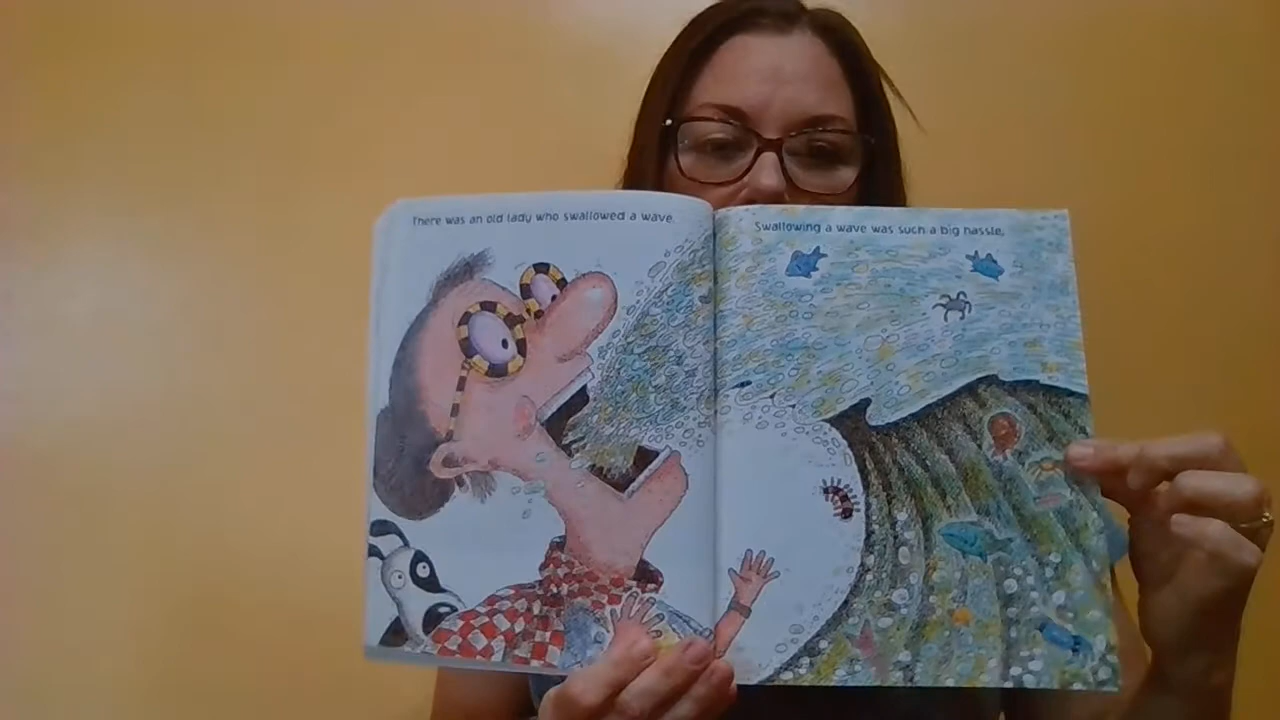 There was an old lady who swallowed a wave.
Swallowing a wave was such a big hassle.